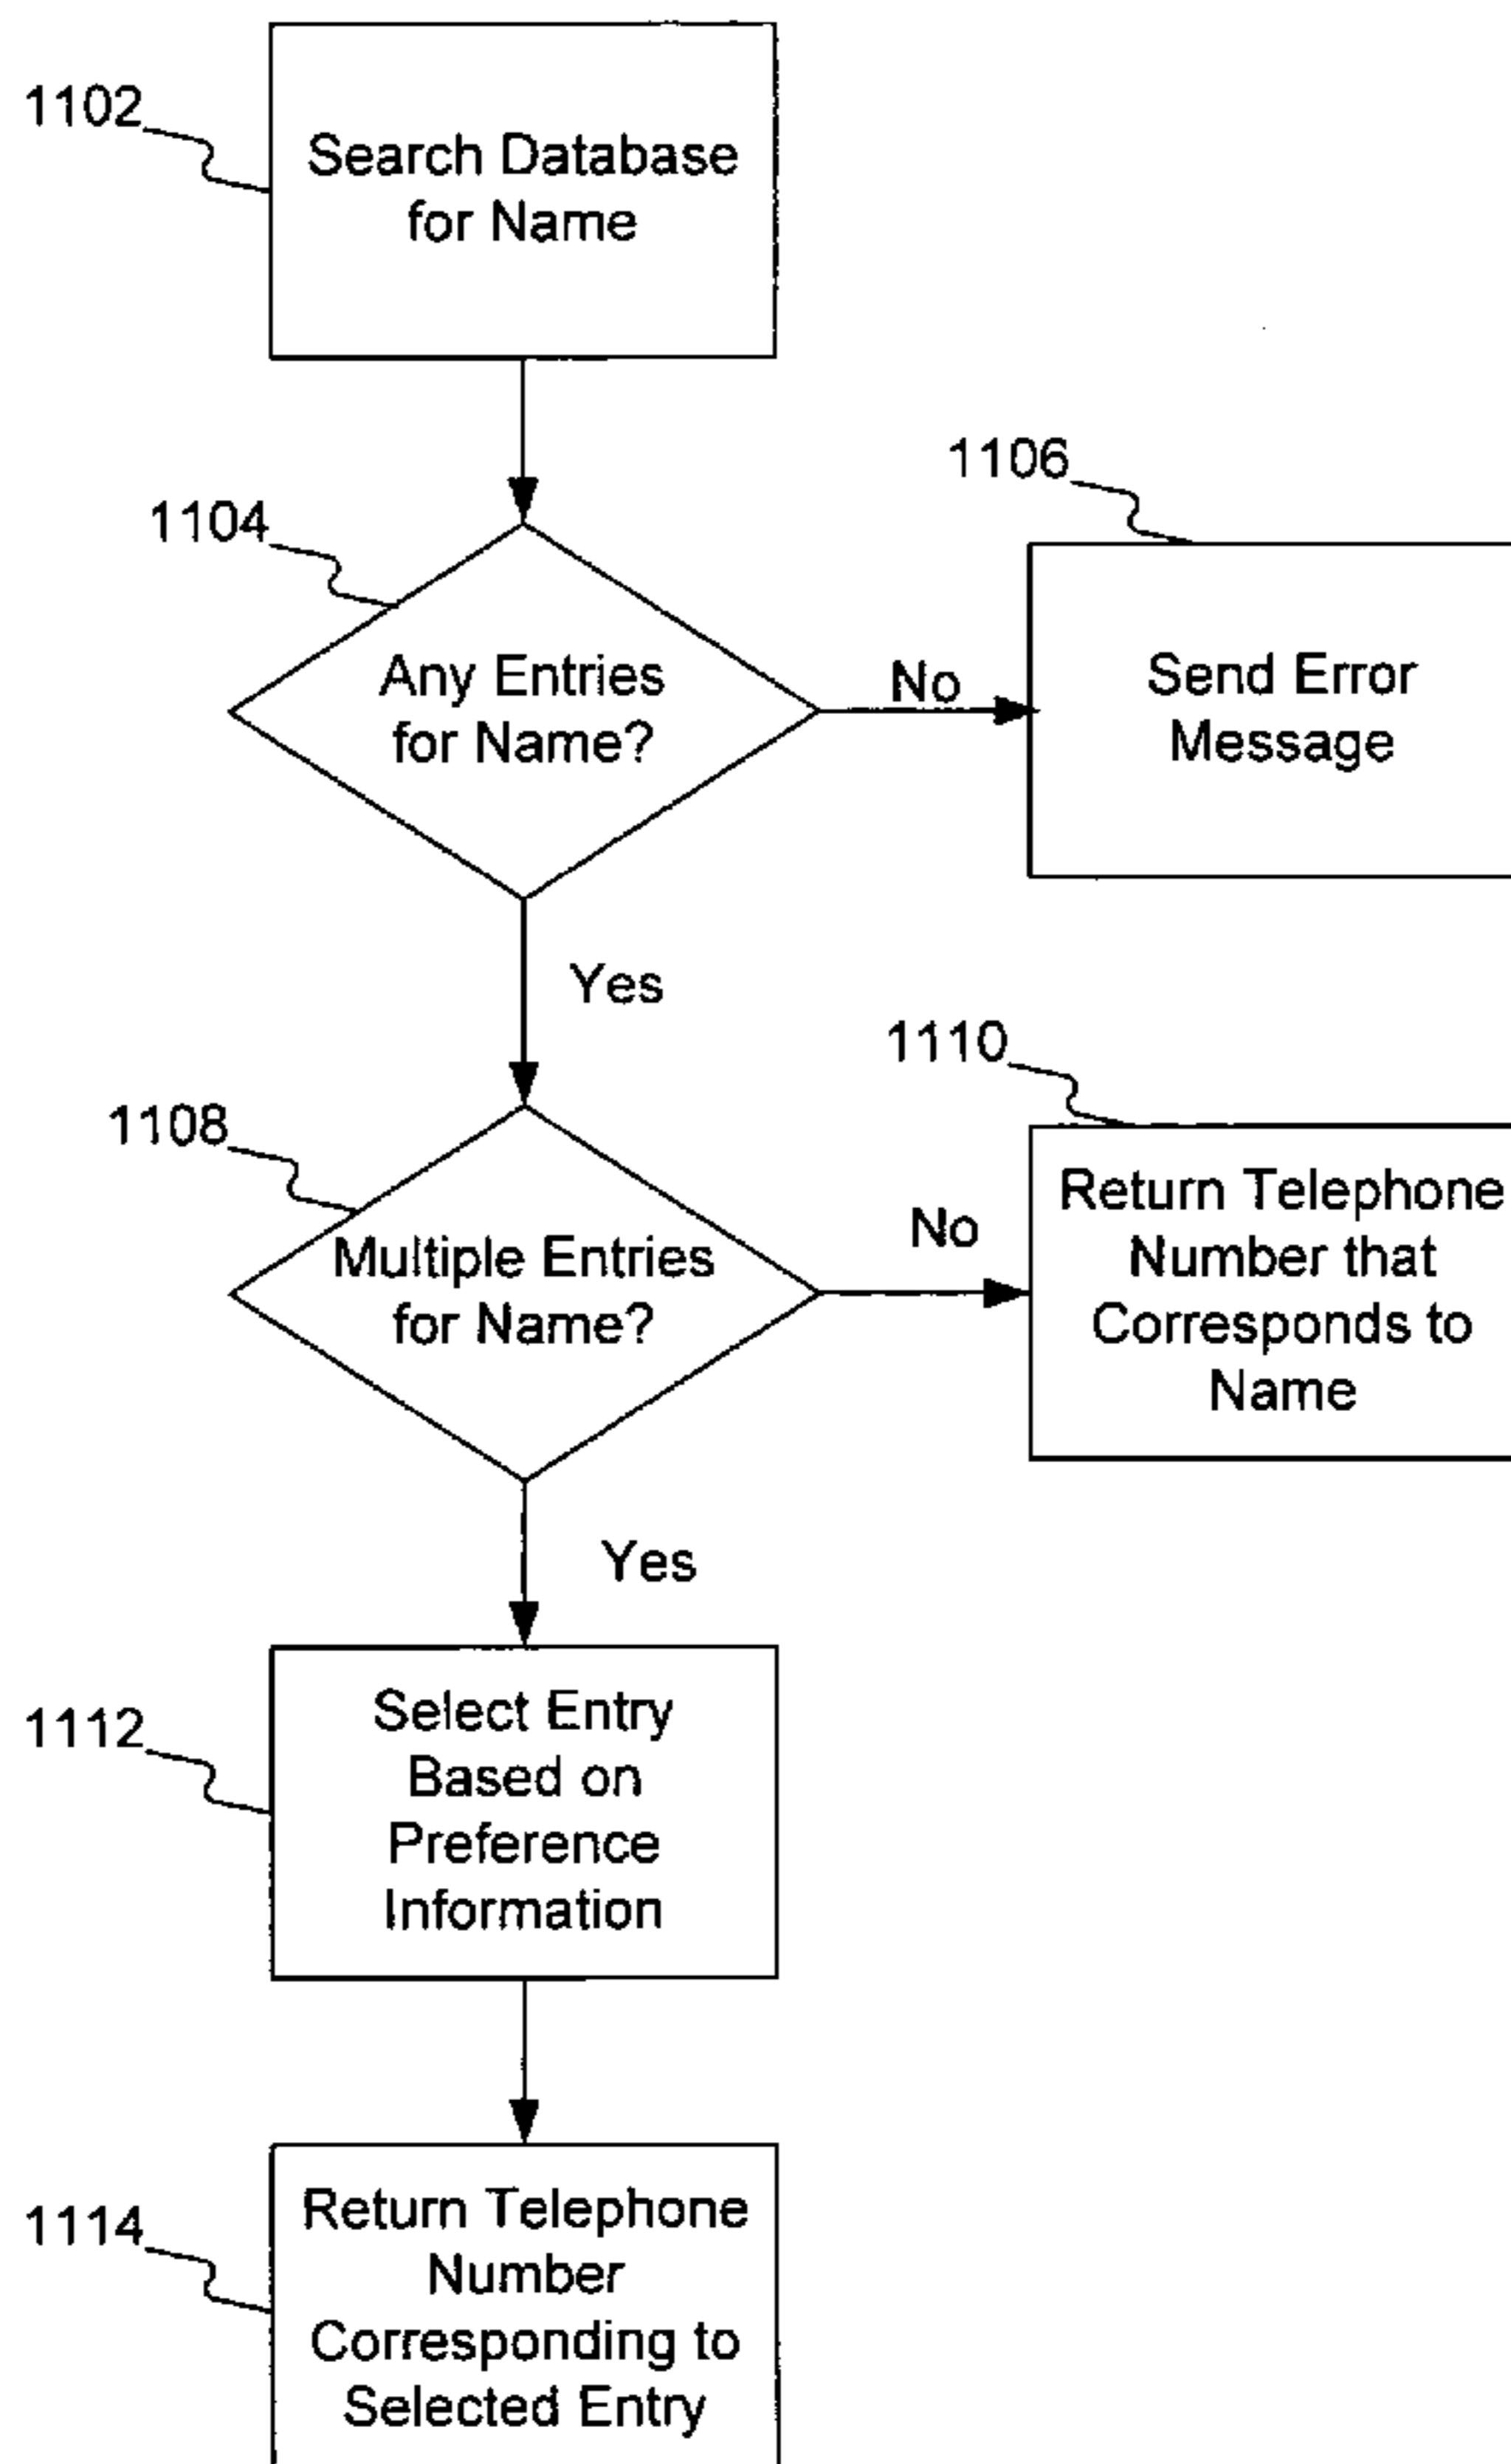 1102
Search Database
for Name
1104
Any Entries
for Name?
No
1106
Send Error
Message
Yes
1108
Multiple Entries
for Name?
No
1110
Return Telephone
Number that
Corresponds to
Name
Yes
1112
Select Entry
Based on
Preference
Information
1114
Return Telephone
Number
Corresponding to
Selected Entry